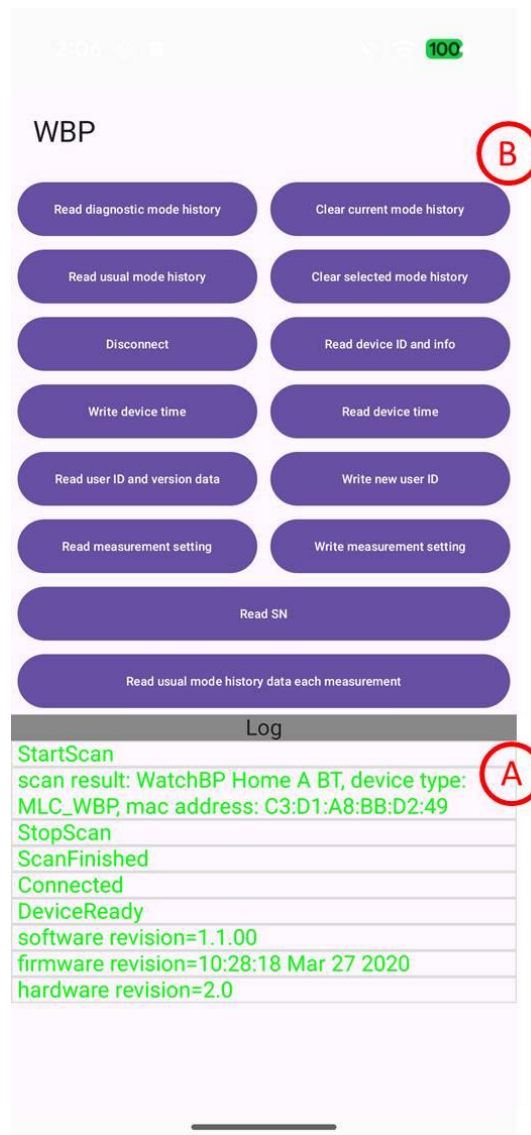 100
WBP
B
Read diagnostic mode history
Clear current mode history
Read usual mode history
Clear selected mode history
Disconnect
Read device ID and info
Write device time
Read device time
Read user ID and version data
Write new user ID
Read measurement setting
Write measurement setting
Read SN
Read usual mode history data each measurement
Log
StartScan
A
scan result: WatchBP Home A BT, device type:
MLC_WBP, mac address: C3:D1:A8:BB:D2:49
StopScan
ScanFinished
Connected
DeviceReady
software revision=1.1.00
firmware revision=10:28:18 Mar 27 2020
hardware revision=2.0